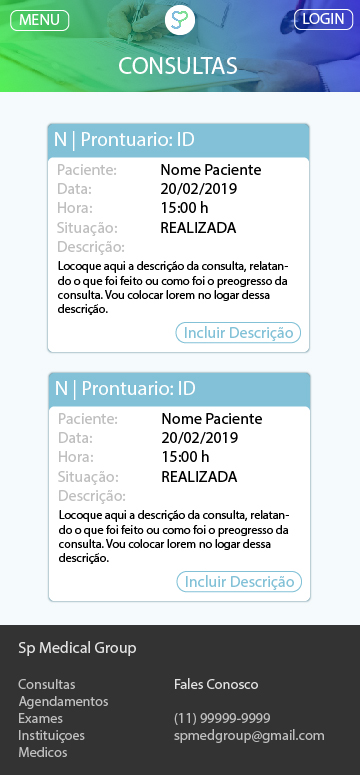 MENU
Sp
LOGIN
CONSULTAS
N | Prontuario: ID
Paciente: Nome Paciente
Data: 20/02/2019
Hora: 15:00 h
Situação: REALIZADA
Descrição:
Locoque aqui a descrição da consulta, relatan-
do o que foi feito ou como foi o preogresso da
consulta. Vou colocar lorem no logar dessa
descrição.
Incluir Descrição
N | Prontuario: ID
Paciente: Nome Paciente
Data: 20/02/2019
Hora: 15:00 h
Situação: REALIZADA
Descrição:
Locoque aqui a descrição da consulta, relatan-
do o que foi feito ou como foi o preogresso da
consulta. Vou colocar lorem no logar dessa
descrição.
Incluir Descrição
Sp Medical Group
Consultas
Agendamentos
Exames
Instituiçoes
Medicos
Fales Conosco
(11) 99999-9999
spmedgroup@gmail.com